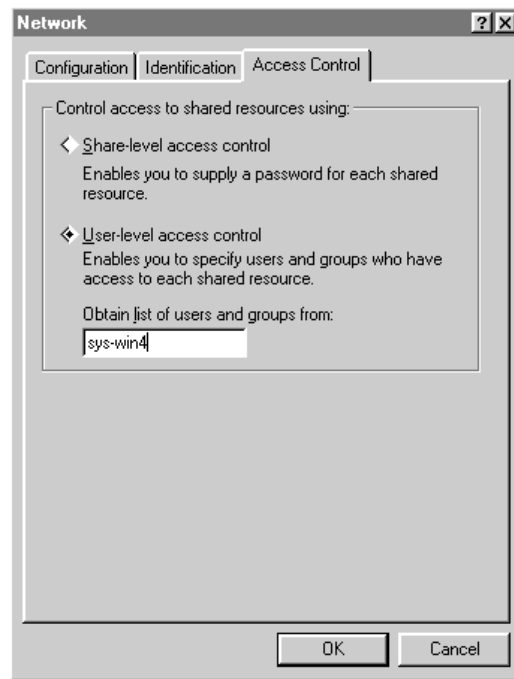 Network
Configuration Identification Access Control
Control access to shared resources using:
Share-level access control
Enables you to supply a password for each shared
resource.
User-level access control
Enables you to specify users and groups who have
access to each shared resource.
Obtain list of users and groups from:
sys-win4
OK Cancel